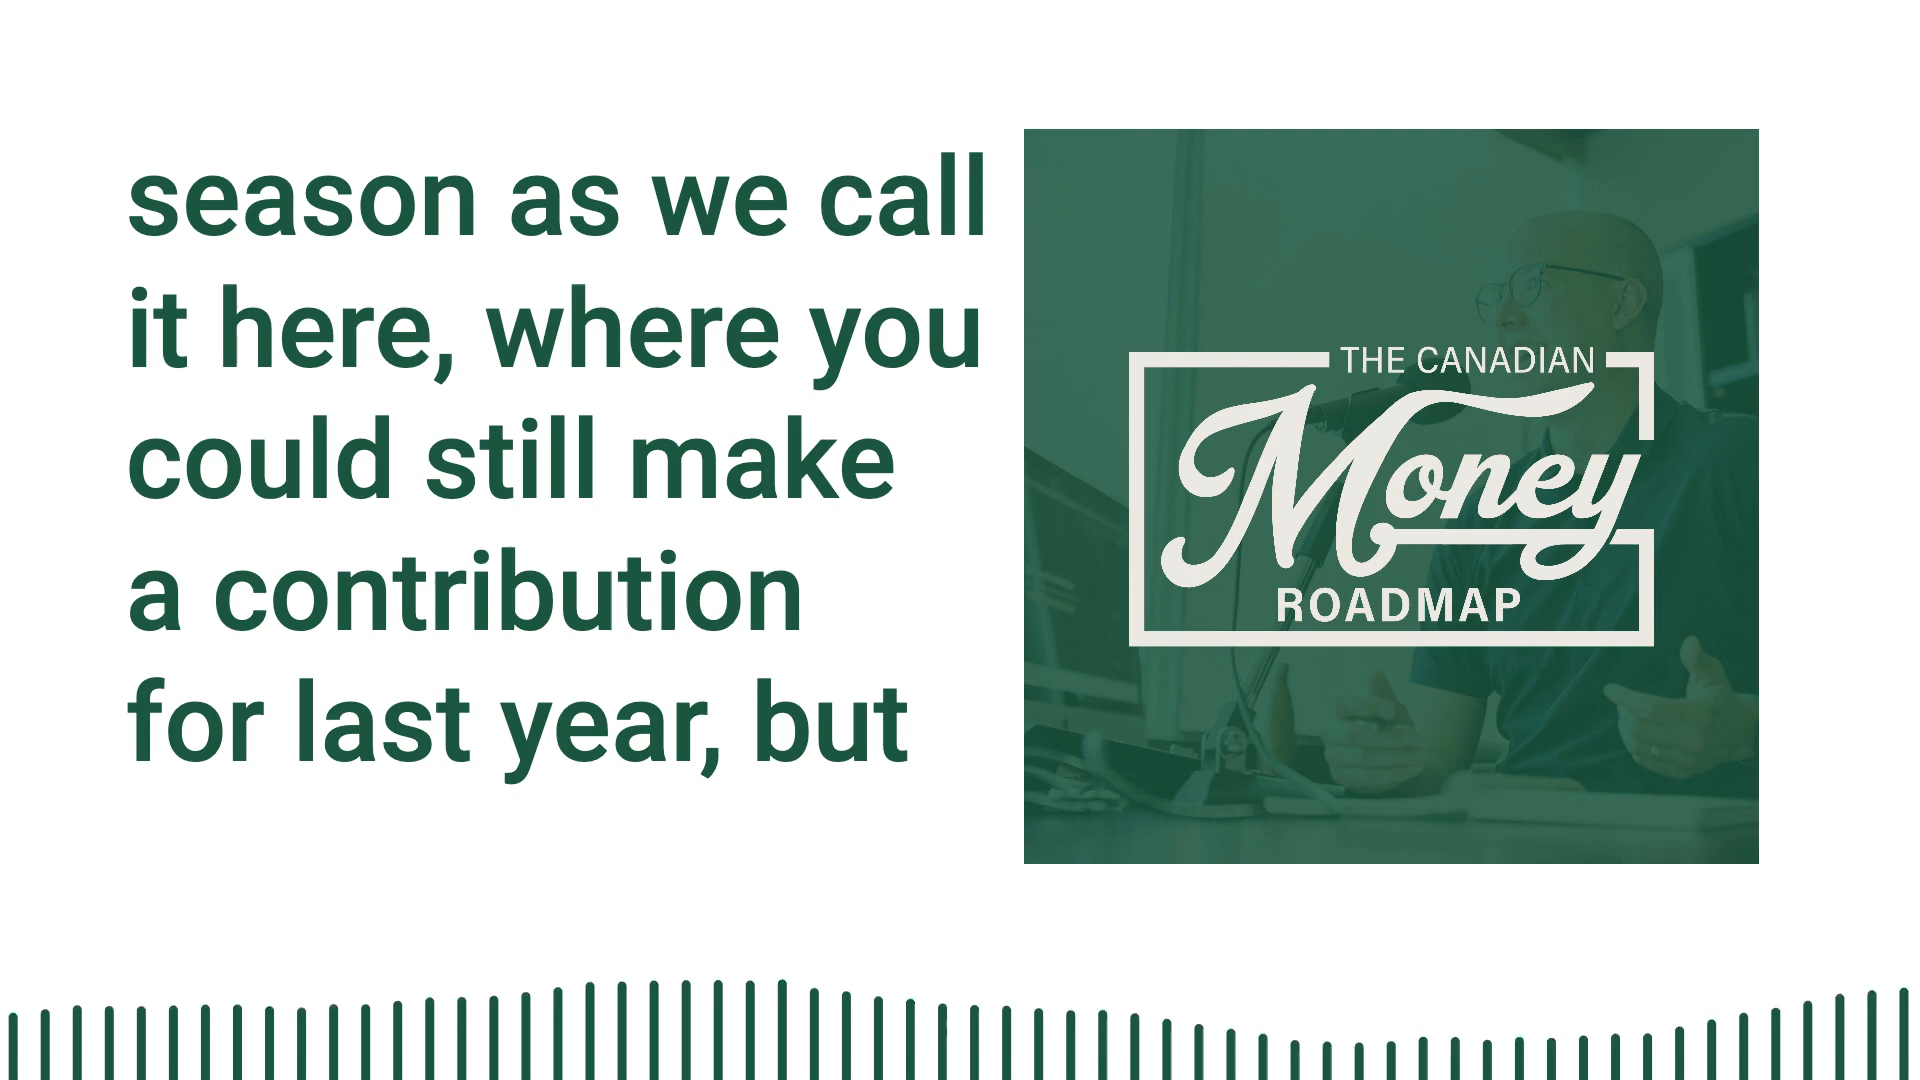 season as we call
it here, where you
could still make
a contribution
for last year, but
THE CANADIAN
Money
ROADMAP